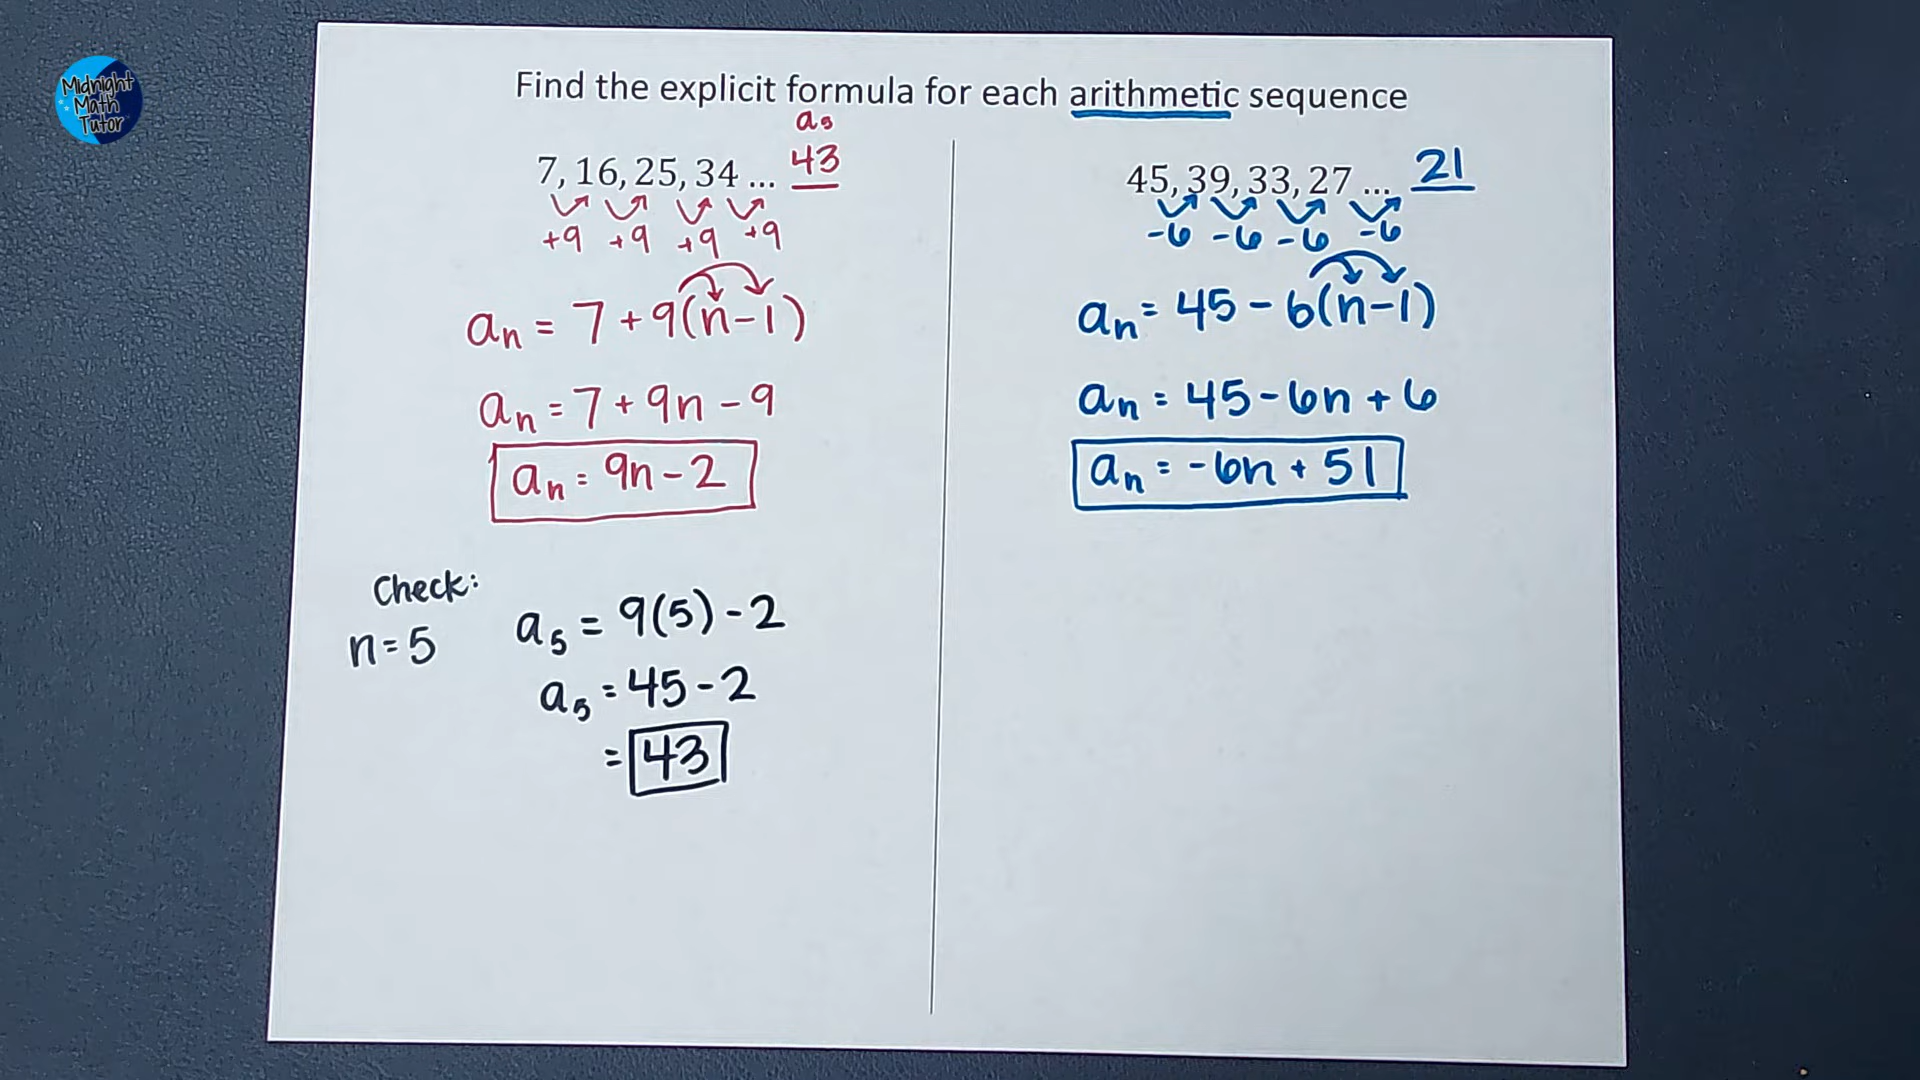 Midnight
Math
Tutor
Find the explicit formula for each arithmetic sequence
a₅
7, 16, 25, 34 ... 43
+9 +9 +9 +9
aₙ = 7 + 9(n - 1)
aₙ = 7 + 9n - 9
aₙ = 9n - 2
Check:
n = 5
a₅ = 9(5) - 2
a₅ = 45 - 2
= 43
45, 39, 33, 27 ... 21
-6 -6 -6 -6
aₙ = 45 - 6(n - 1)
aₙ = 45 - 6n + 6
aₙ = -6n + 51